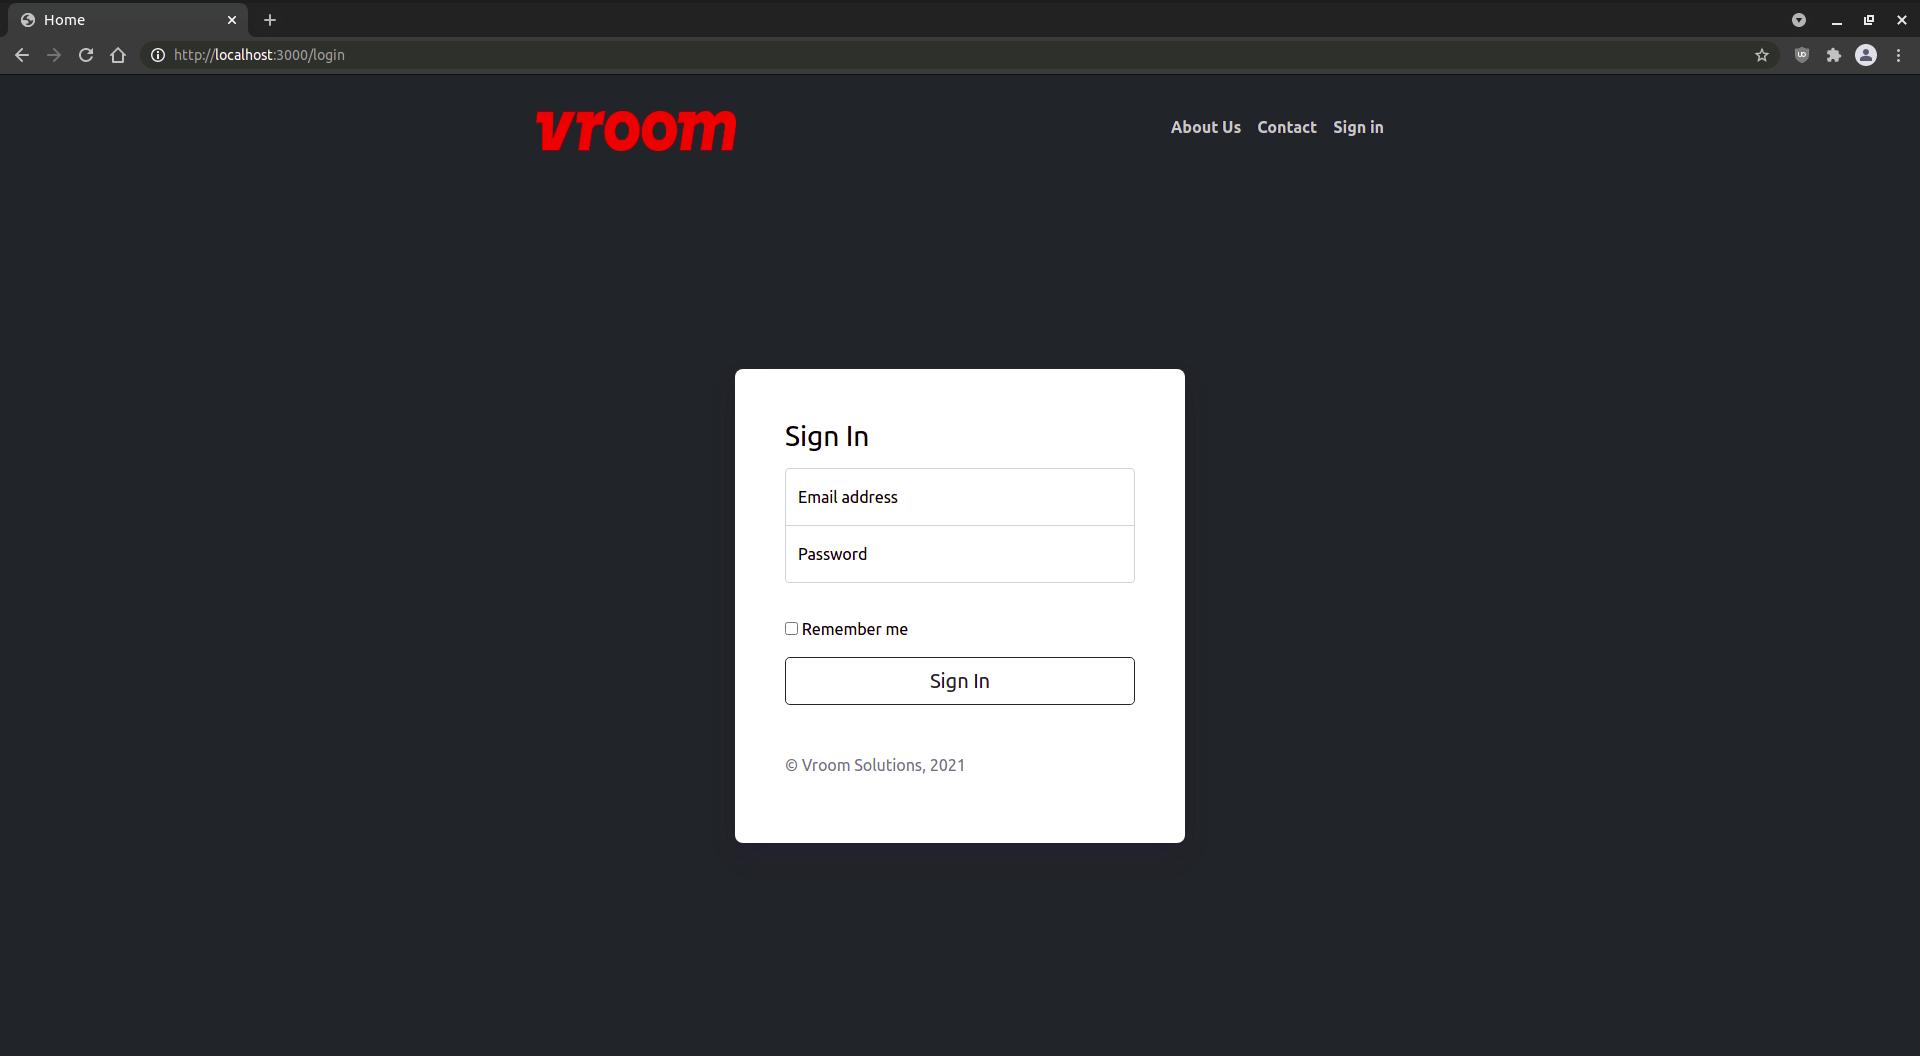 Home
http://localhost:3000/login
vroom
About Us Contact Sign in
Sign In
Email address
Password
Remember me
Sign In
© Vroom Solutions, 2021